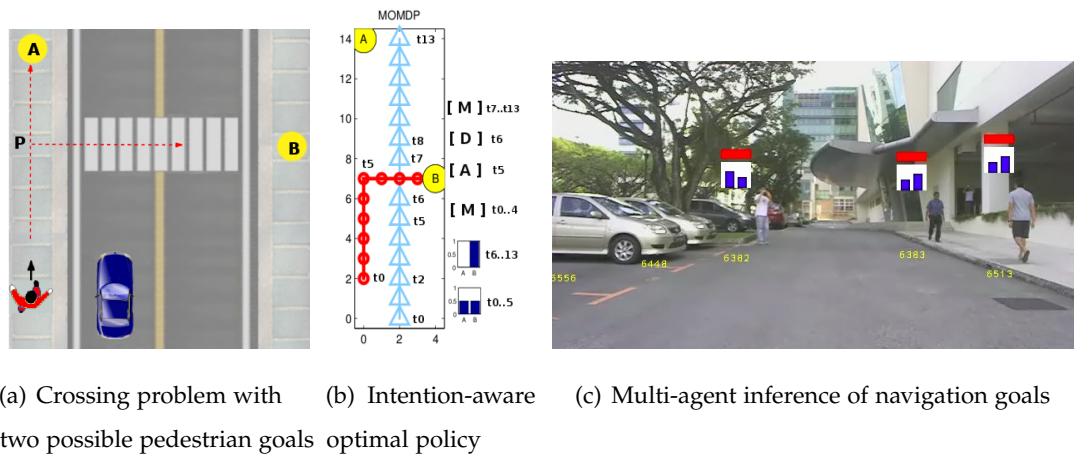 A
P
B
MOMDP
14
12
10
8
6
4
2
0
0 2 4
A
t13
t8
t7
t5
B
t6
t5
t2
t0
t0
[ M ] t7..t13
[ D ] t6
[ A ] t5
[ M ] t0..4
1
0.5
0
A B
t6..13
1
0.5
0
A B
t0..5
6556
6448
6382
6383
6513
(a) Crossing problem with
two possible pedestrian goals
(b) Intention-aware
optimal policy
(c) Multi-agent inference of navigation goals